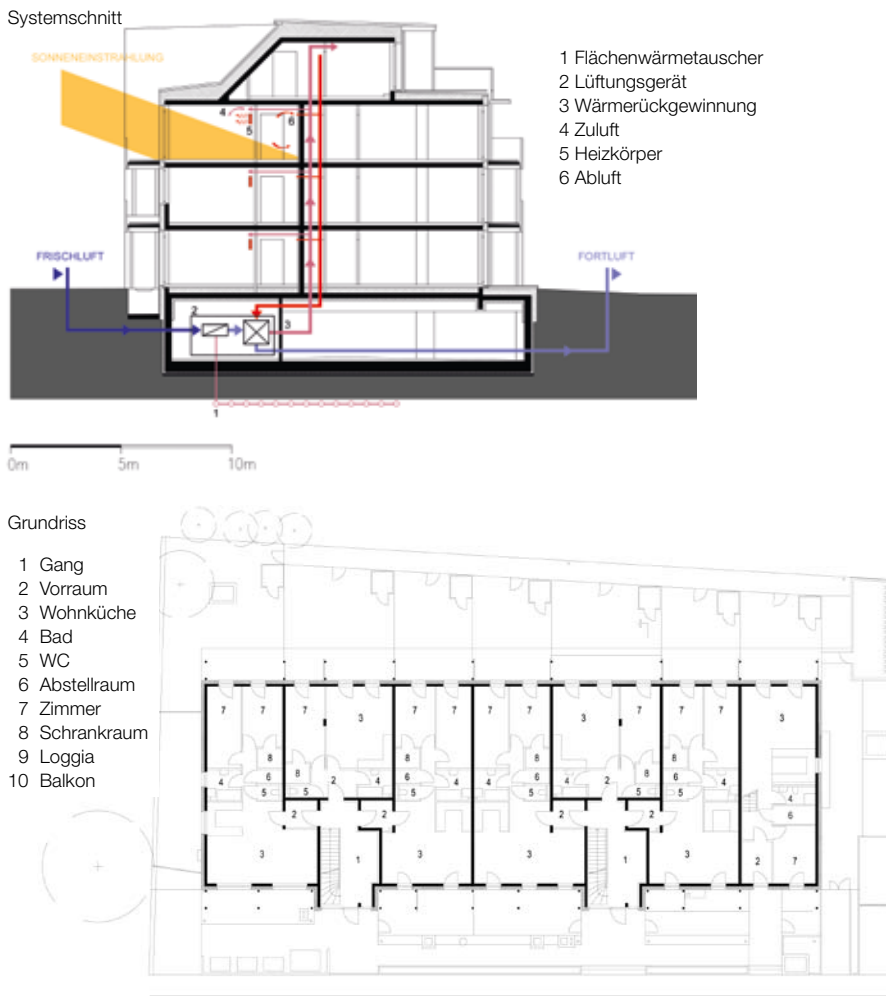 Systemschnitt
SONNENEINSTRAHLUNG
1 Flächenwärmetauscher
2 Lüftungsgerät
3 Wärmerückgewinnung
4 Zuluft
5 Heizkörper
6 Abluft
4 6
5
FRISCHLUFT FORTLUFT
2
3
1
0m 5m 10m
Grundriss
1 Gang
2 Vorraum
3 Wohnküche
4 Bad
5 WC
6 Abstellraum
7 Zimmer
8 Schrankraum
9 Loggia
10 Balkon
7 7 7 3 7 7 7 7 3 7 7 7 3
8 8 8 8 8 8
4 6 2 4 6 4 4 6 2 4 6 6 4 4
5 5 5 5 5 5 6
2 2 2 2
3 1 3 3 1 3 2 7